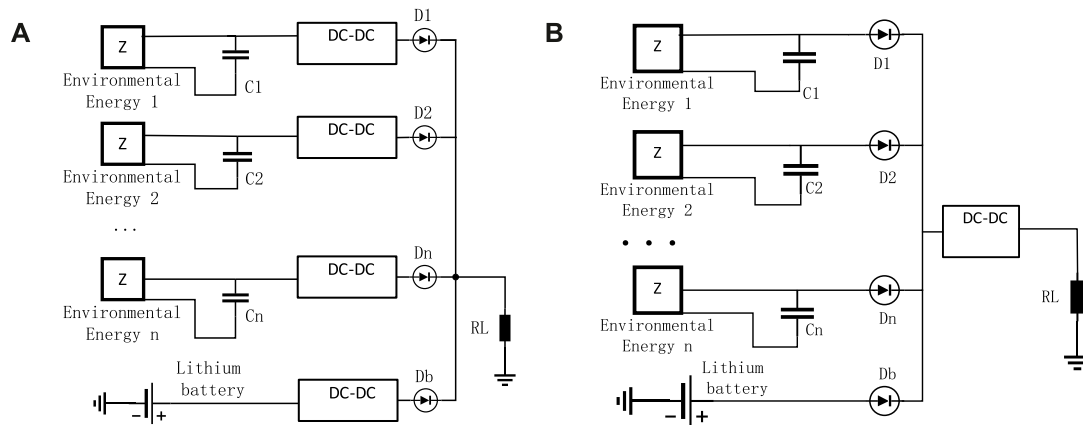 A
Z
Environmental
Energy 1
C1
DC-DC
D1
Z
Environmental
Energy 2
C2
DC-DC
D2
...
Z
Environmental
Energy n
Cn
DC-DC
Dn
RL
Lithium
battery
- +
DC-DC
Db
B
Z
Environmental
Energy 1
C1
D1
Z
Environmental
Energy 2
C2
D2
• • •
Z
Environmental
Energy n
Cn
Dn
DC-DC
RL
Lithium
battery
- +
Db